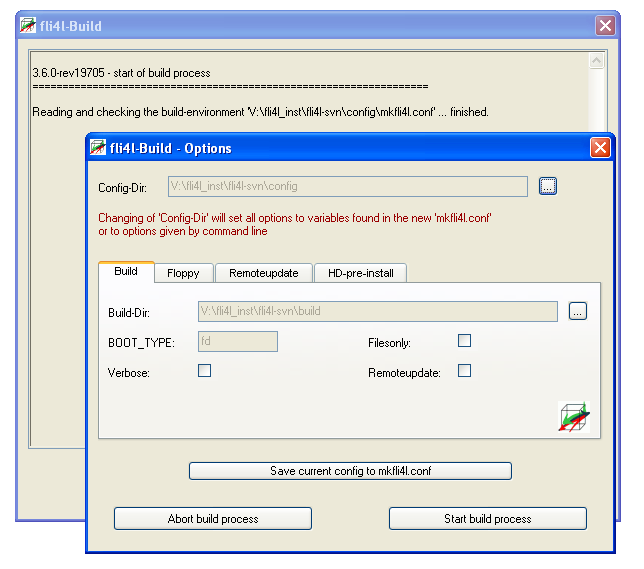 fli4l-Build
3.6.0-rev19705 - start of build process
==================================================================
Reading and checking the build-environment 'V:\fli4l_inst\fli4l-svn\config\mkfli4l.conf' ... finished.
fli4l-Build - Options
Config-Dir: V:\fli4l_inst\fli4l-svn\config ...
Changing of 'Config-Dir' will set all options to variables found in the new 'mkfli4l.conf'
or to options given by command line
Build Floppy Remoteupdate HD-pre-install
Build-Dir: V:\fli4l_inst\fli4l-svn\build ...
BOOT_TYPE: fd Filesonly:
Verbose: Remoteupdate:
Save current config to mkfli4l.conf
Abort build process Start build process